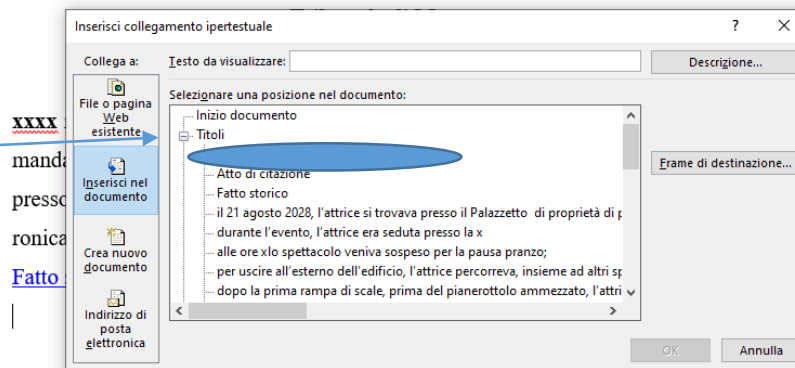 Inserisci collegamento ipertestuale
?
Collega a:
Testo da visualizzare:
Descrizione...
File o pagina
Web
esistente
Inserisci nel
documento
Crea nuovo
documento
Indirizzo di
posta
elettronica
Selezionare una posizione nel documento:
Inizio documento
Titoli
Atto di citazione
Fatto storico
il 21 agosto 2028, l'attrice si trovava presso il Palazzetto di proprietà di
durante l'evento, l'attrice era seduta presso la x
alle ore xlo spettacolo veniva sospeso per la pausa pranzo;
per uscire all'esterno dell'edificio, l'attrice percorreva, insieme ad altri
dopo la prima rampa di scale, prima del pianerottolo ammezzato, l'attri
Frame di destinazione...
OK
Annulla
xxxx
manda
presso
ronica
Fatto